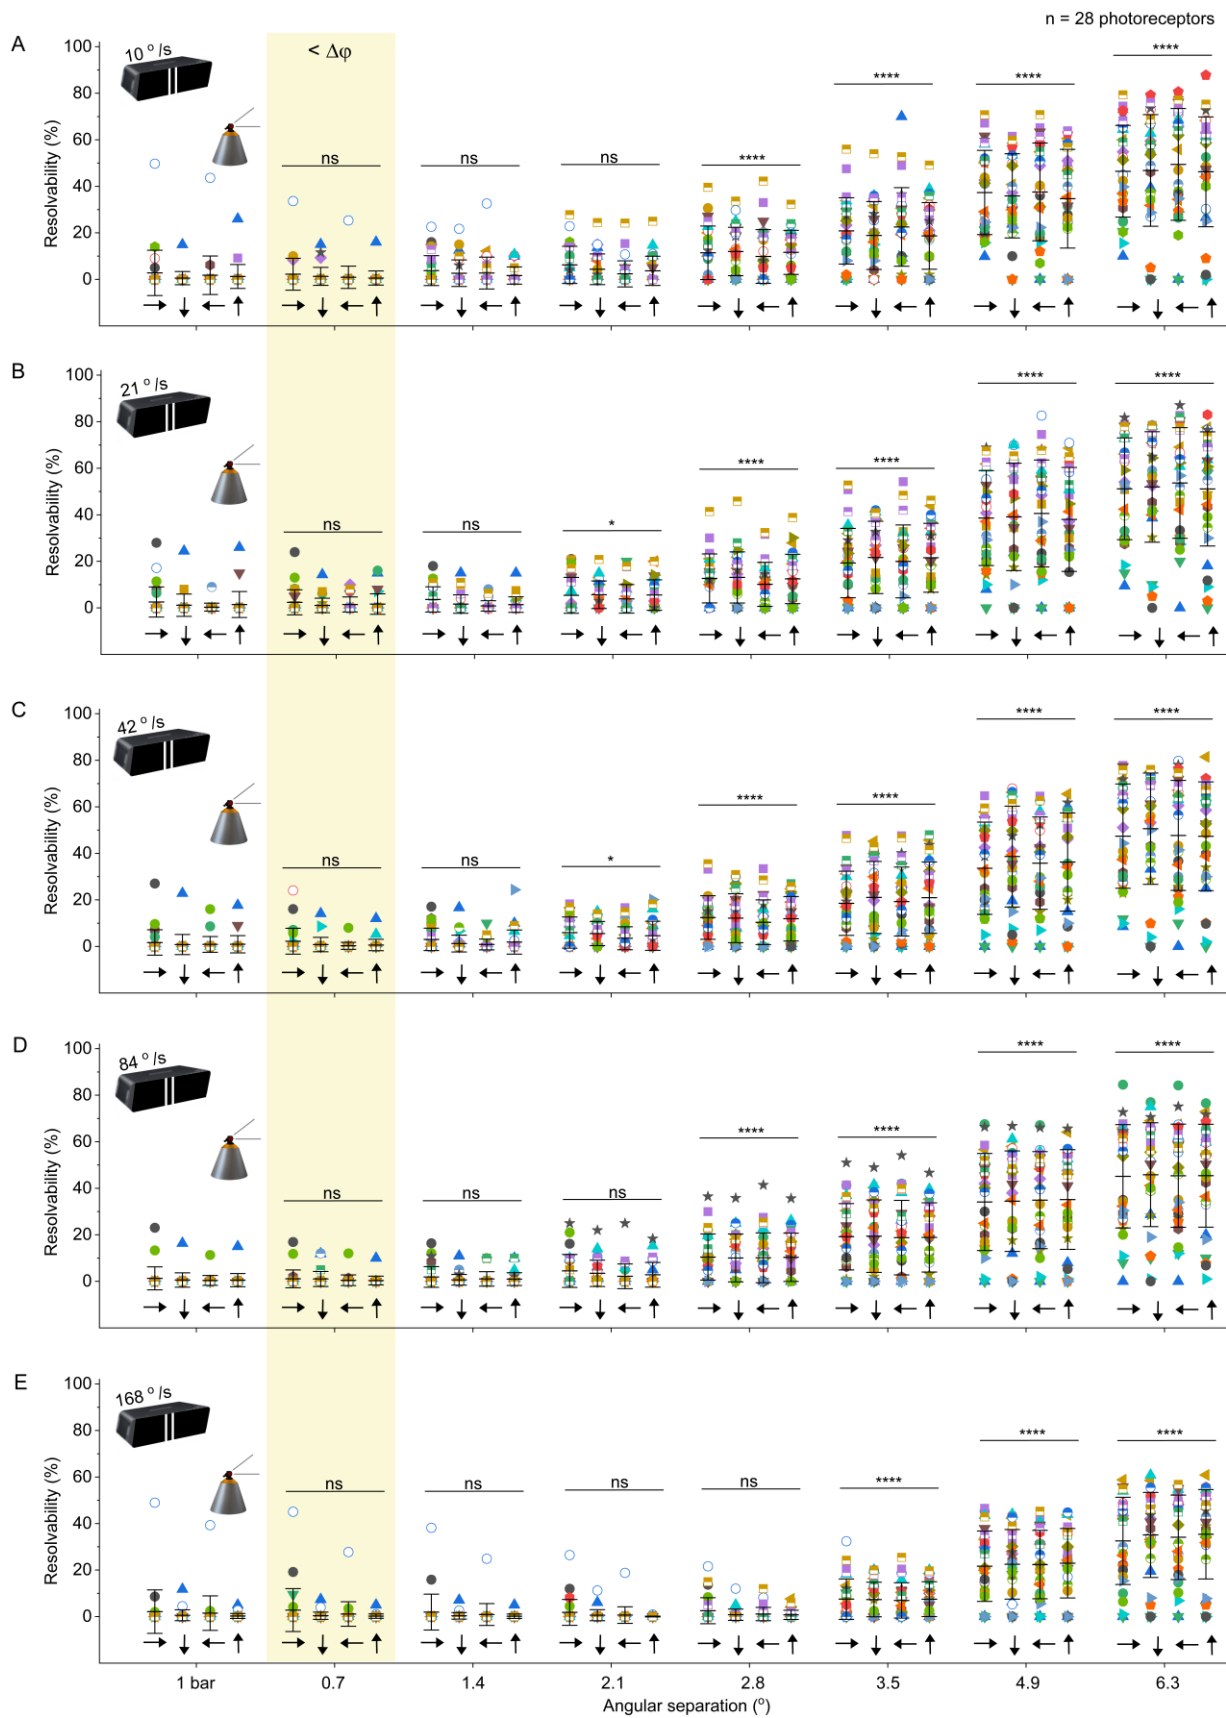 n = 28 photoreceptors
A
10 º/s
< Δφ
Resolvability (%)
100
80
60
40
20
0
ns
ns
ns
****
****
****
****
B
21 º/s
Resolvability (%)
100
80
60
40
20
0
ns
ns
*
****
****
****
****
C
42 º/s
Resolvability (%)
100
80
60
40
20
0
ns
ns
*
****
****
****
****
D
84 º/s
Resolvability (%)
100
80
60
40
20
0
ns
ns
ns
****
****
****
****
E
168 º/s
Resolvability (%)
100
80
60
40
20
0
ns
ns
ns
ns
****
****
****
1 bar 0.7 1.4 2.1 2.8 3.5 4.9 6.3
Angular separation (º)